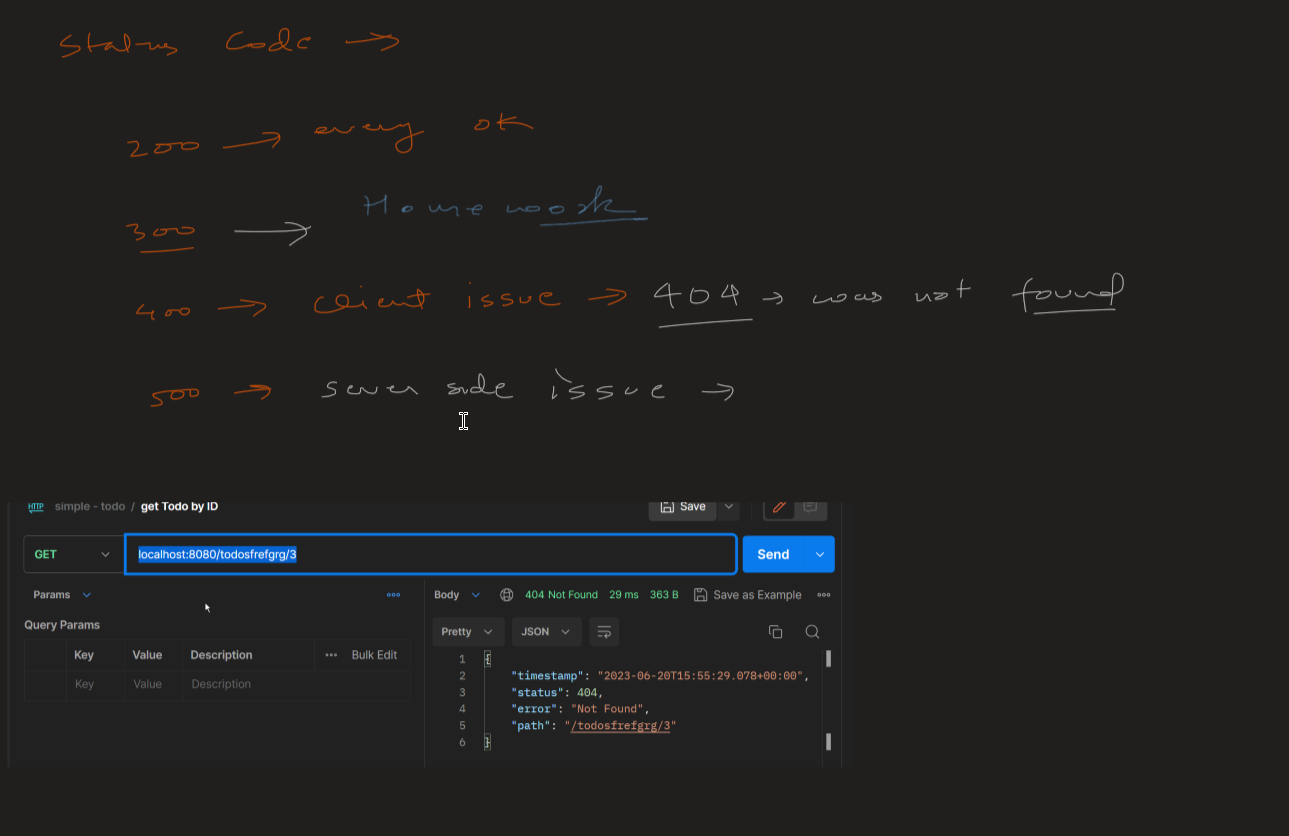 Status Code →
200 → every ok
300 → Home work
400 → client issue → 404 → was not found
500 → server side issue →
HTTP simple - todo / get Todo by ID Save
GET localhost:8080/todosfrefgrg/3 Send
Params Body 404 Not Found 29 ms 363 B Save as Example
Query Params Pretty JSON
Key Value Description Bulk Edit
Key Value Description
1 {
2 "timestamp": "2023-06-20T15:55:29.078+00:00",
3 "status": 404,
4 "error": "Not Found",
5 "path": "/todosfrefgrg/3"
6 }